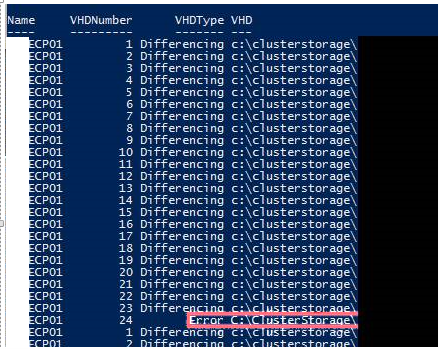 Name VHDNumber VHDType VHD
---- --------- ------- ---
ECP01 1 Differencing c:\clusterstorage\
ECP01 2 Differencing c:\clusterstorage\
ECP01 3 Differencing c:\clusterstorage\
ECP01 4 Differencing c:\clusterstorage\
ECP01 5 Differencing c:\clusterstorage\
ECP01 6 Differencing c:\clusterstorage\
ECP01 7 Differencing c:\clusterstorage\
ECP01 8 Differencing c:\clusterstorage\
ECP01 9 Differencing c:\clusterstorage\
ECP01 10 Differencing c:\clusterstorage\
ECP01 11 Differencing c:\clusterstorage\
ECP01 12 Differencing c:\clusterstorage\
ECP01 13 Differencing c:\clusterstorage\
ECP01 14 Differencing c:\clusterstorage\
ECP01 15 Differencing c:\clusterstorage\
ECP01 16 Differencing c:\clusterstorage\
ECP01 17 Differencing c:\clusterstorage\
ECP01 18 Differencing c:\clusterstorage\
ECP01 19 Differencing c:\clusterstorage\
ECP01 20 Differencing c:\clusterstorage\
ECP01 21 Differencing c:\clusterstorage\
ECP01 22 Differencing c:\clusterstorage\
ECP01 23 Differencing c:\clusterstorage\
ECP01 24 Error C:\ClusterStorage\
ECP01 1 Differencing c:\clusterstorage\
ECP01 2 Differencing c:\clusterstorage\